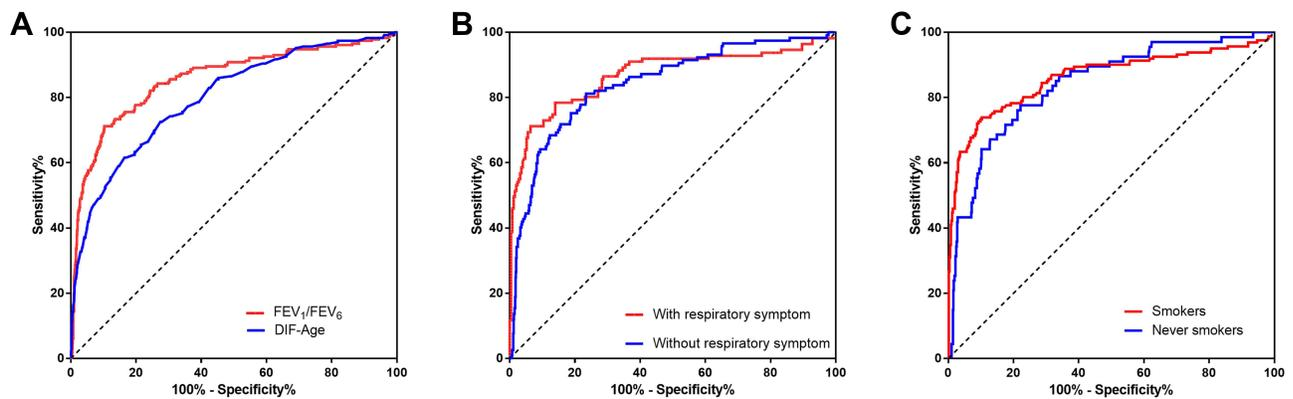 A
100
80
60
40
20
0
Sensitivity%
0 20 40 60 80 100
100% - Specificity%
FEV1/FEV6
DIF-Age
B
100
80
60
40
20
0
Sensitivity%
0 20 40 60 80 100
100% - Specificity%
With respiratory symptom
Without respiratory symptom
C
100
80
60
40
20
0
Sensitivity%
0 20 40 60 80 100
100% - Specificity%
Smokers
Never smokers